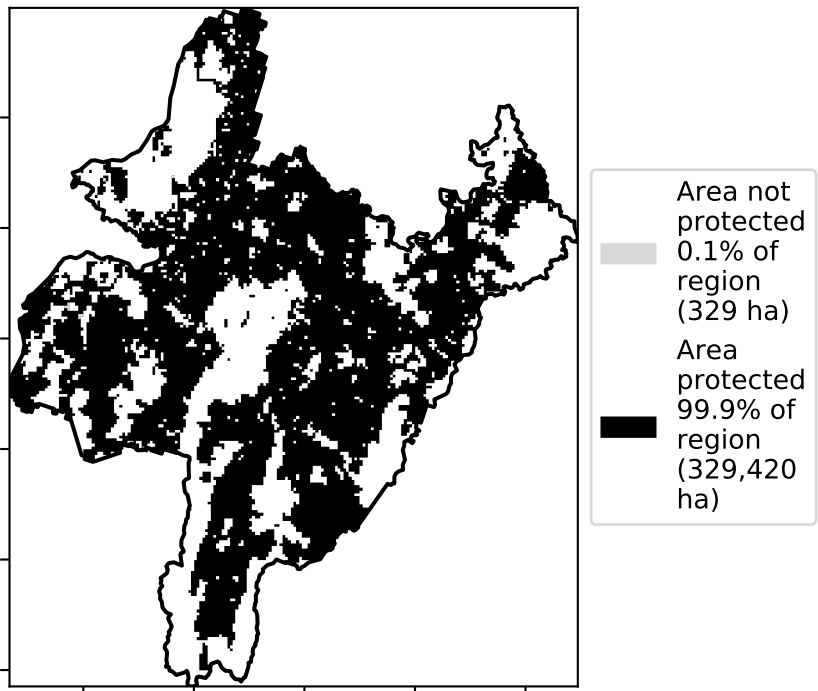 Area not
protected
0.1% of
region
(329 ha)
Area
protected
99.9% of
region
(329,420
ha)